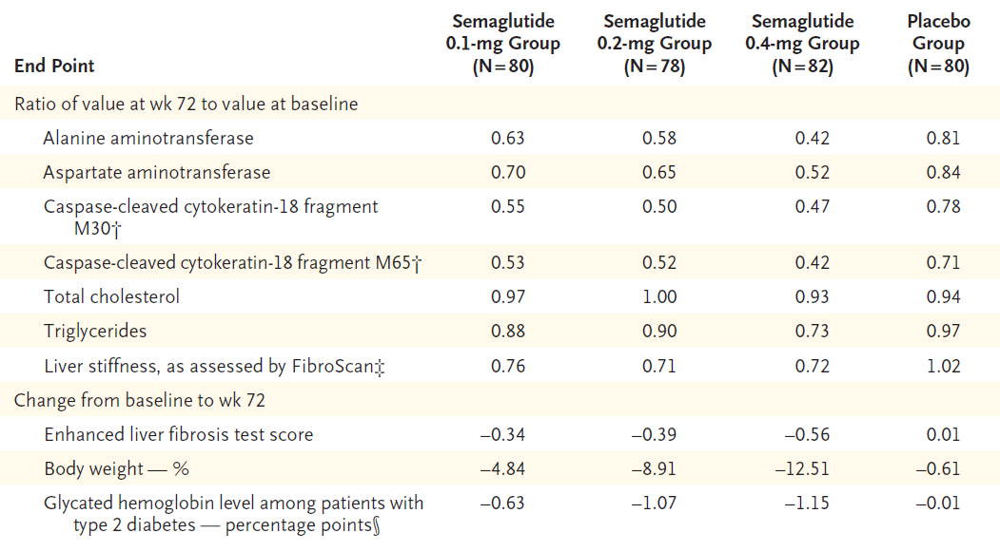 End Point Semaglutide 0.1-mg Group (N=80) Semaglutide 0.2-mg Group (N=78) Semaglutide 0.4-mg Group (N=82) Placebo Group (N=80)
Ratio of value at wk 72 to value at baseline
Alanine aminotransferase 0.63 0.58 0.42 0.81
Aspartate aminotransferase 0.70 0.65 0.52 0.84
Caspase-cleaved cytokeratin-18 fragment 0.55 0.50 0.47 0.78
M30†
Caspase-cleaved cytokeratin-18 fragment M65† 0.53 0.52 0.42 0.71
Total cholesterol 0.97 1.00 0.93 0.94
Triglycerides 0.88 0.90 0.73 0.97
Liver stiffness, as assessed by FibroScan‡ 0.76 0.71 0.72 1.02
Change from baseline to wk 72
Enhanced liver fibrosis test score –0.34 –0.39 –0.56 0.01
Body weight — % –4.84 –8.91 –12.51 –0.61
Glycated hemoglobin level among patients with –0.63 –1.07 –1.15 –0.01
type 2 diabetes — percentage points§